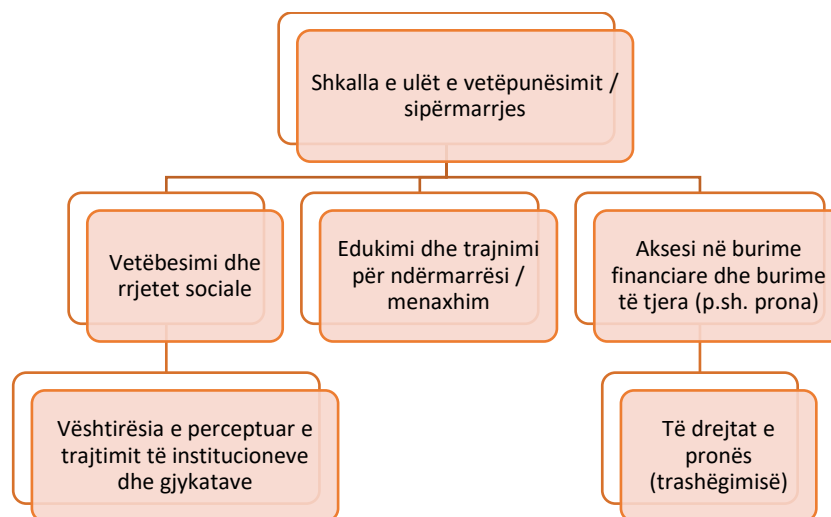 Shkalla e ulët e vetëpunësimit /
sipërmarrjes
Vetëbesimi dhe
rrjetet sociale
Edukimi dhe trajnimi
për ndërmarrësi /
menaxhim
Aksesi në burime
financiare dhe burime
të tjera (p.sh. prona)
Vështirësia e perceptuar e
trajtimit të institucioneve
dhe gjykatave
Të drejtat e
pronës
(trashëgimisë)